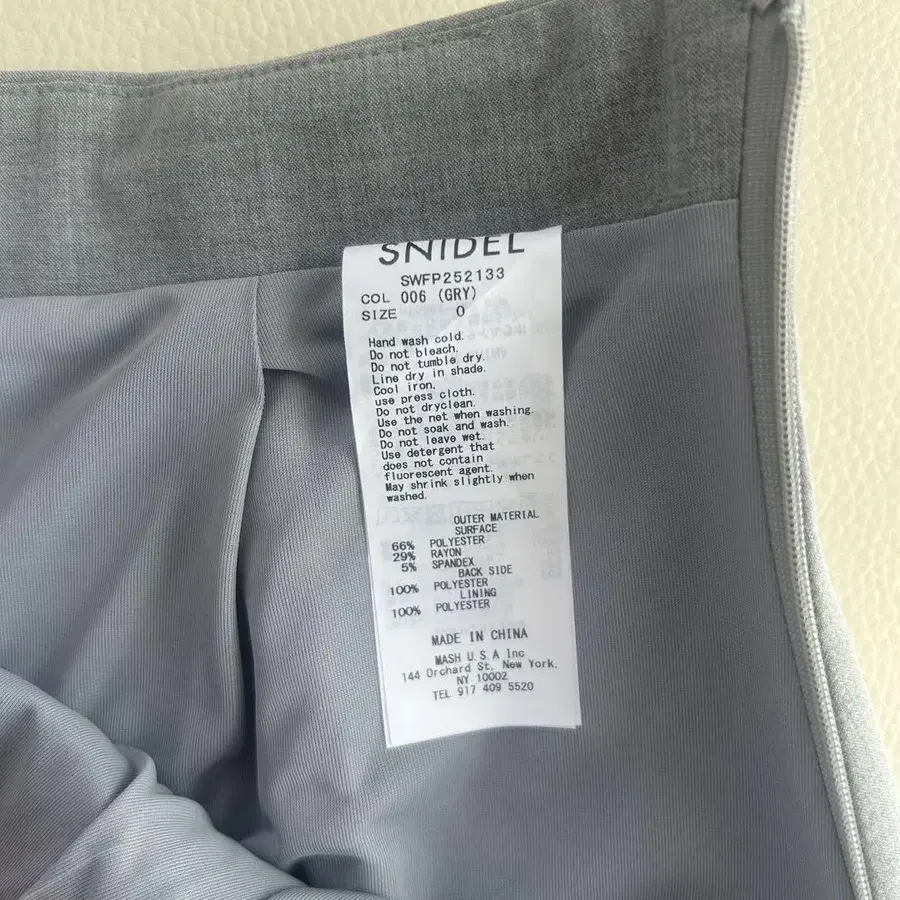 SNIDEL
SWFP252133
COL 006 (GRY)
SIZE 0
Hand wash cold.
Do not bleach.
Do not tumble dry.
Line dry in shade.
Cool iron,
use press cloth.
Do not dryclean.
Use the net when washing.
Do not soak and wash.
Do not leave wet.
Use detergent that
does not contain
fluorescent agent.
May shrink slightly when
washed.
OUTER MATERIAL
SURFACE
66% POLYESTER
29% RAYON
5% SPANDEX
BACK SIDE
100% POLYESTER
LINING
100% POLYESTER
MADE IN CHINA
MASH U.S.A Inc
144 Orchard St. New York,
NY 10002
TEL 917 409 5520